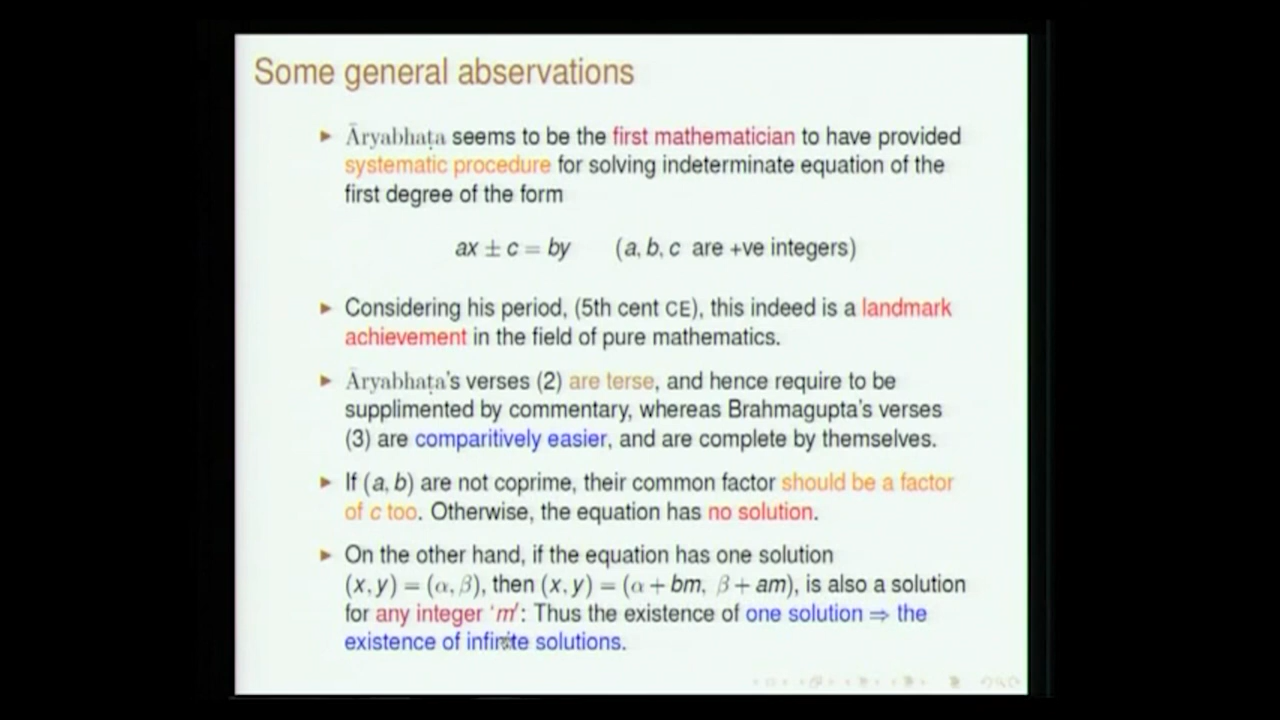 Some general abservations
▶ Āryabhaṭa seems to be the first mathematician to have provided
systematic procedure for solving indeterminate equation of the
first degree of the form
ax ± c = by (a, b, c are +ve integers)
▶ Considering his period, (5th cent CE), this indeed is a landmark
achievement in the field of pure mathematics.
▶ Āryabhaṭa's verses (2) are terse, and hence require to be
supplimented by commentary, whereas Brahmagupta's verses
(3) are comparitively easier, and are complete by themselves.
▶ If (a, b) are not coprime, their common factor should be a factor
of c too. Otherwise, the equation has no solution.
▶ On the other hand, if the equation has one solution
(x, y) = (α, β), then (x, y) = (α + bm, β + am), is also a solution
for any integer 'm': Thus the existence of one solution ⇒ the
existence of infinite solutions.